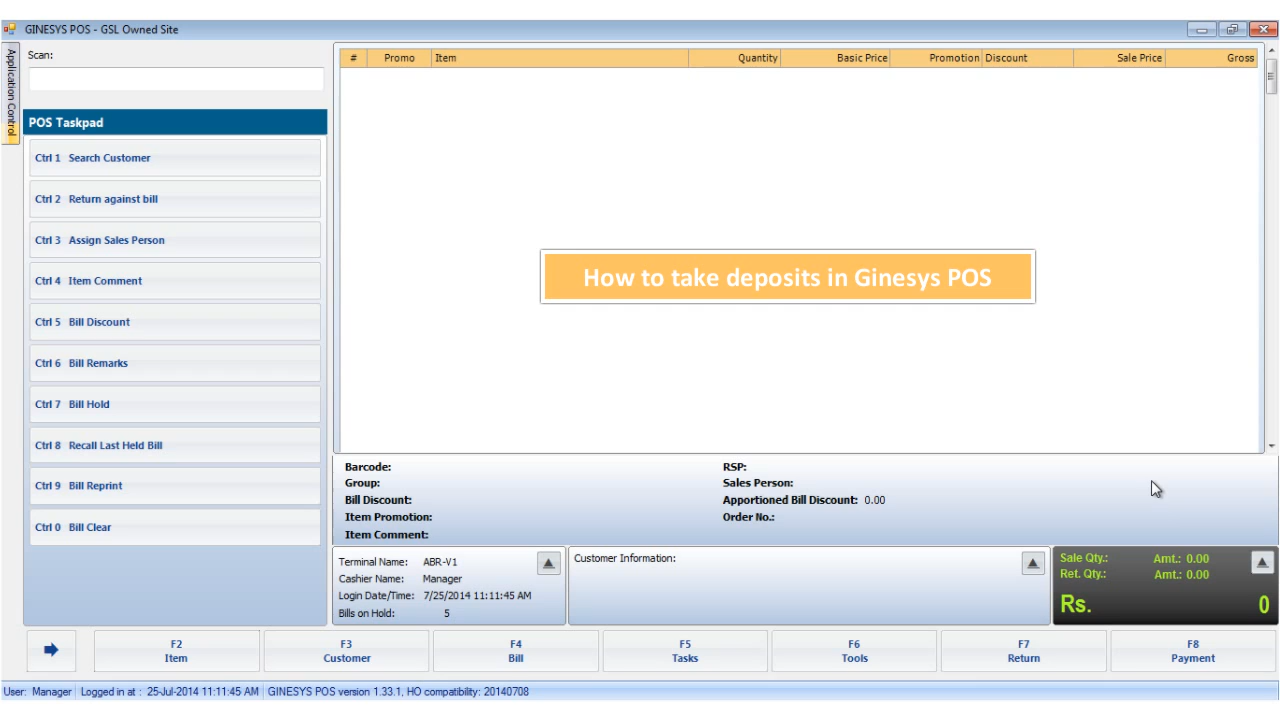 GINESYS POS - GSL Owned Site
Application Control
Scan:
# Promo Item Quantity Basic Price Promotion Discount Sale Price Gross
POS Taskpad
Ctrl 1 Search Customer
Ctrl 2 Return against bill
Ctrl 3 Assign Sales Person
Ctrl 4 Item Comment
Ctrl 5 Bill Discount
Ctrl 6 Bill Remarks
Ctrl 7 Bill Hold
Ctrl 8 Recall Last Held Bill
Ctrl 9 Bill Reprint
Ctrl 0 Bill Clear
How to take deposits in Ginesys POS
Barcode: RSP:
Group: Sales Person:
Bill Discount: Apportioned Bill Discount: 0.00
Item Promotion: Order No.:
Item Comment:
Terminal Name: ABR-V1
Cashier Name: Manager
Login Date/Time: 7/25/2014 11:11:45 AM
Bills on Hold: 5
Customer Information:
Sale Qty.: Amt.: 0.00
Ret. Qty.: Amt.: 0.00
Rs. 0
F2 F3 F4 F5 F6 F7 F8
Item Customer Bill Tasks Tools Return Payment
User: Manager Logged in at : 25-Jul-2014 11:11:45 AM GINESYS POS version 1.33.1, HO compatibility: 20140708